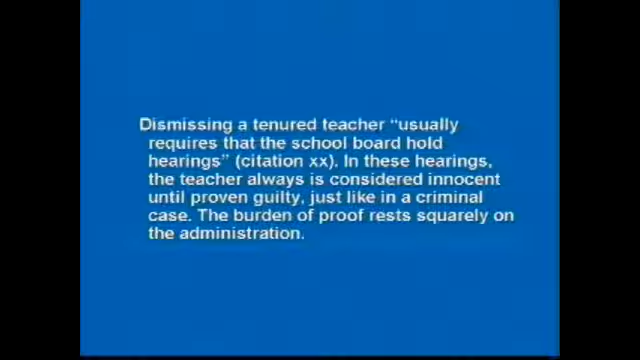 Dismissing a tenured teacher “usually
requires that the school board hold
hearings” (citation xx). In these hearings,
the teacher always is considered innocent
until proven guilty, just like in a criminal
case. The burden of proof rests squarely on
the administration.